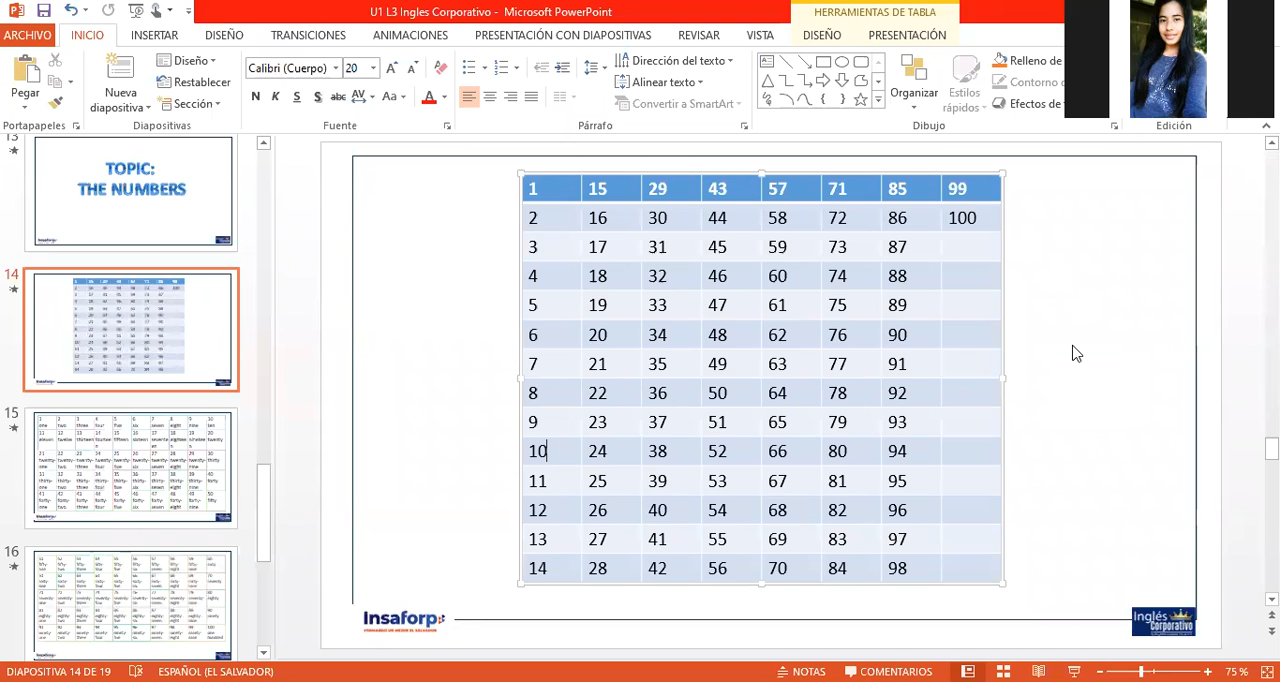 U1 L3 Ingles Corporativo - Microsoft PowerPoint
HERRAMIENTAS DE TABLA
ARCHIVO INICIO INSERTAR DISEÑO TRANSICIONES ANIMACIONES PRESENTACIÓN CON DIAPOSITIVAS REVISAR VISTA DISEÑO PRESENTACIÓN
Pegar
Nueva
diapositiva
Diseño
Restablecer
Sección
Calibri (Cuerpo) 20
N K S S abc AV Aa A
Dirección del texto
Alinear texto
Convertir a SmartArt
Organizar
Estilos
rápidos
Relleno de
Contorno
Efectos de
Portapapeles Diapositivas Fuente Párrafo Dibujo Edición
13
TOPIC:
THE NUMBERS
14
15
16
1 15 29 43 57 71 85 99
2 16 30 44 58 72 86 100
3 17 31 45 59 73 87
4 18 32 46 60 74 88
5 19 33 47 61 75 89
6 20 34 48 62 76 90
7 21 35 49 63 77 91
8 22 36 50 64 78 92
9 23 37 51 65 79 93
10 24 38 52 66 80 94
11 25 39 53 67 81 95
12 26 40 54 68 82 96
13 27 41 55 69 83 97
14 28 42 56 70 84 98
Insaforp
Inglés
Corporativo
DIAPOSITIVA 14 DE 19 ESPAÑOL (EL SALVADOR) NOTAS COMENTARIOS 75 %